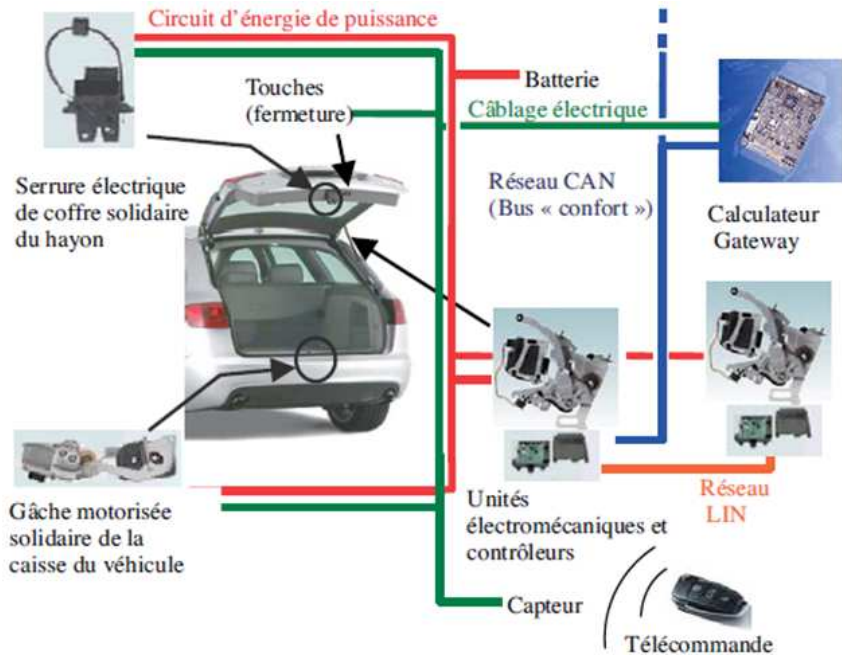 Circuit d'énergie de puissance
Touches
(fermeture)
Batterie
Câblage électrique
Serrure électrique
de coffre solidaire
du hayon
Réseau CAN
(Bus « confort »)
Calculateur
Gateway
Gâche motorisée
solidaire de la
caisse du véhicule
Unités
électromécaniques et
contrôleurs
Réseau
LIN
Capteur
Télécommande